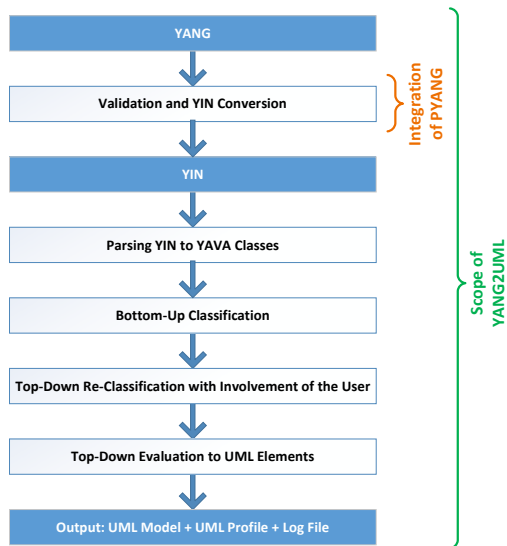 YANG
Validation and YIN Conversion
Integration
of PYANG
YIN
Parsing YIN to YAVA Classes
Bottom-Up Classification
Scope of
YANG2UML
Top-Down Re-Classification with Involvement of the User
Top-Down Evaluation to UML Elements
Output: UML Model + UML Profile + Log File